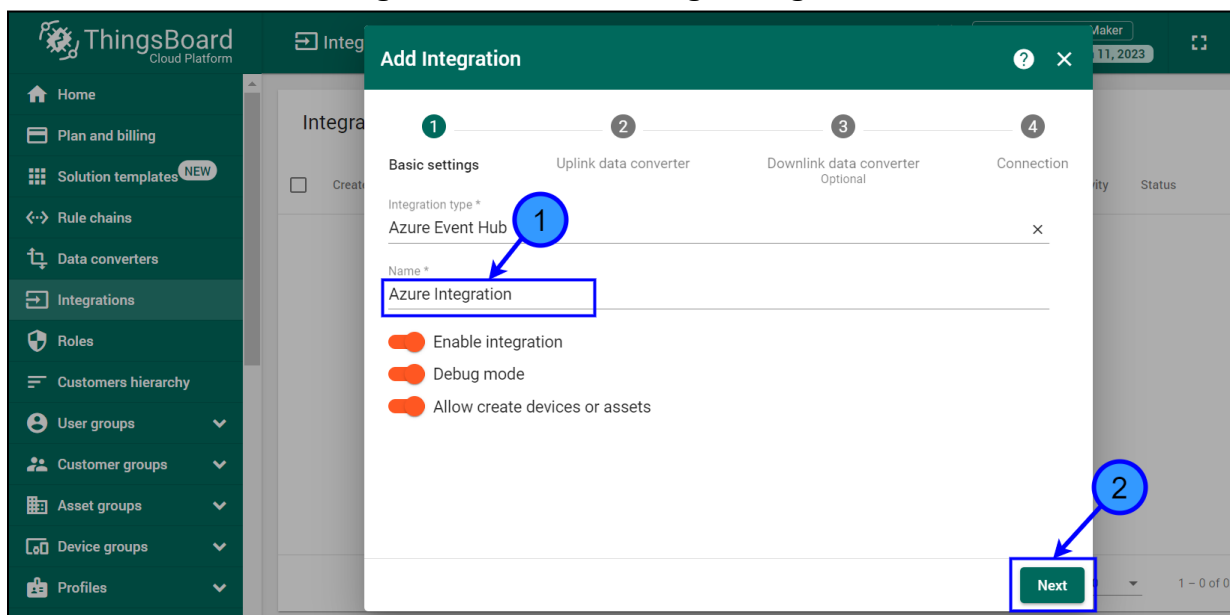 ThingsBoard
Cloud Platform
Integ
Add Integration
?
Maker
11, 2023
Home
Plan and billing
Solution templates NEW
Rule chains
Data converters
Integrations
Roles
Customers hierarchy
User groups
Customer groups
Asset groups
Device groups
Profiles
Integra
1
2
3
4
Basic settings
Uplink data converter
Downlink data converter
Optional
Connection
Create
ity
Status
Integration type *
Azure Event Hub
1
Name *
Azure Integration
Enable integration
Debug mode
Allow create devices or assets
2
Next
1 – 0 of 0